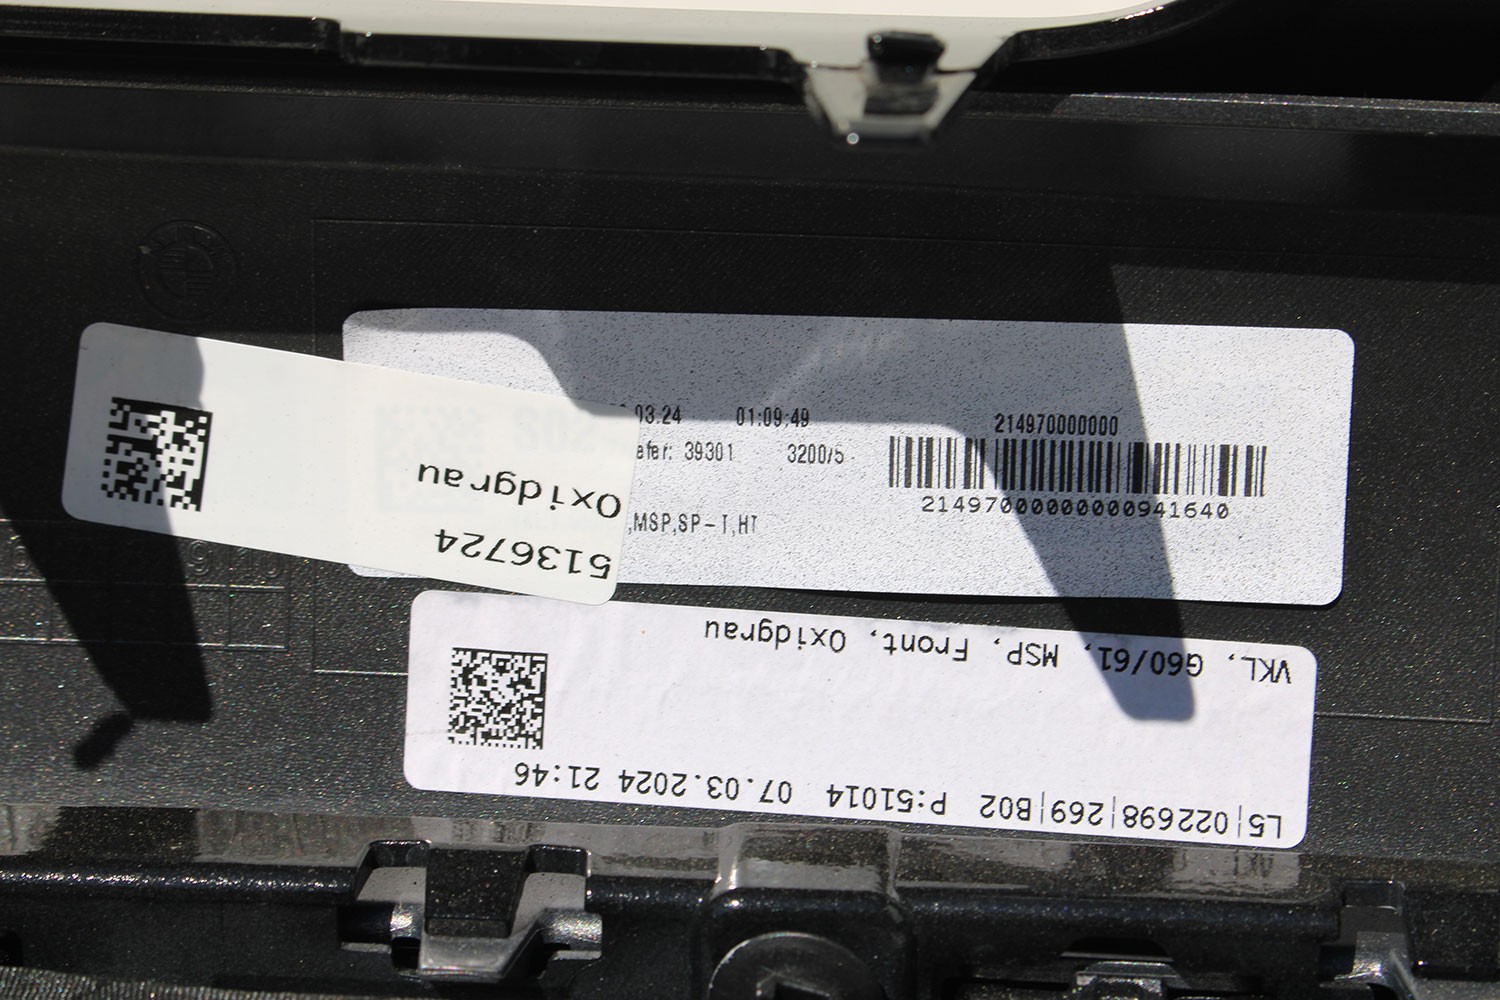 03.24 01:09:49
efer: 39301 3200/5
,MSP,SP-T,HT
214970000000
21497000000000941640
5136724
Oxidgrau
VKL, G60/61, MSP, Front, Oxidgrau
L5|022698|269|B02 P:51014 07.03.2024 21:46